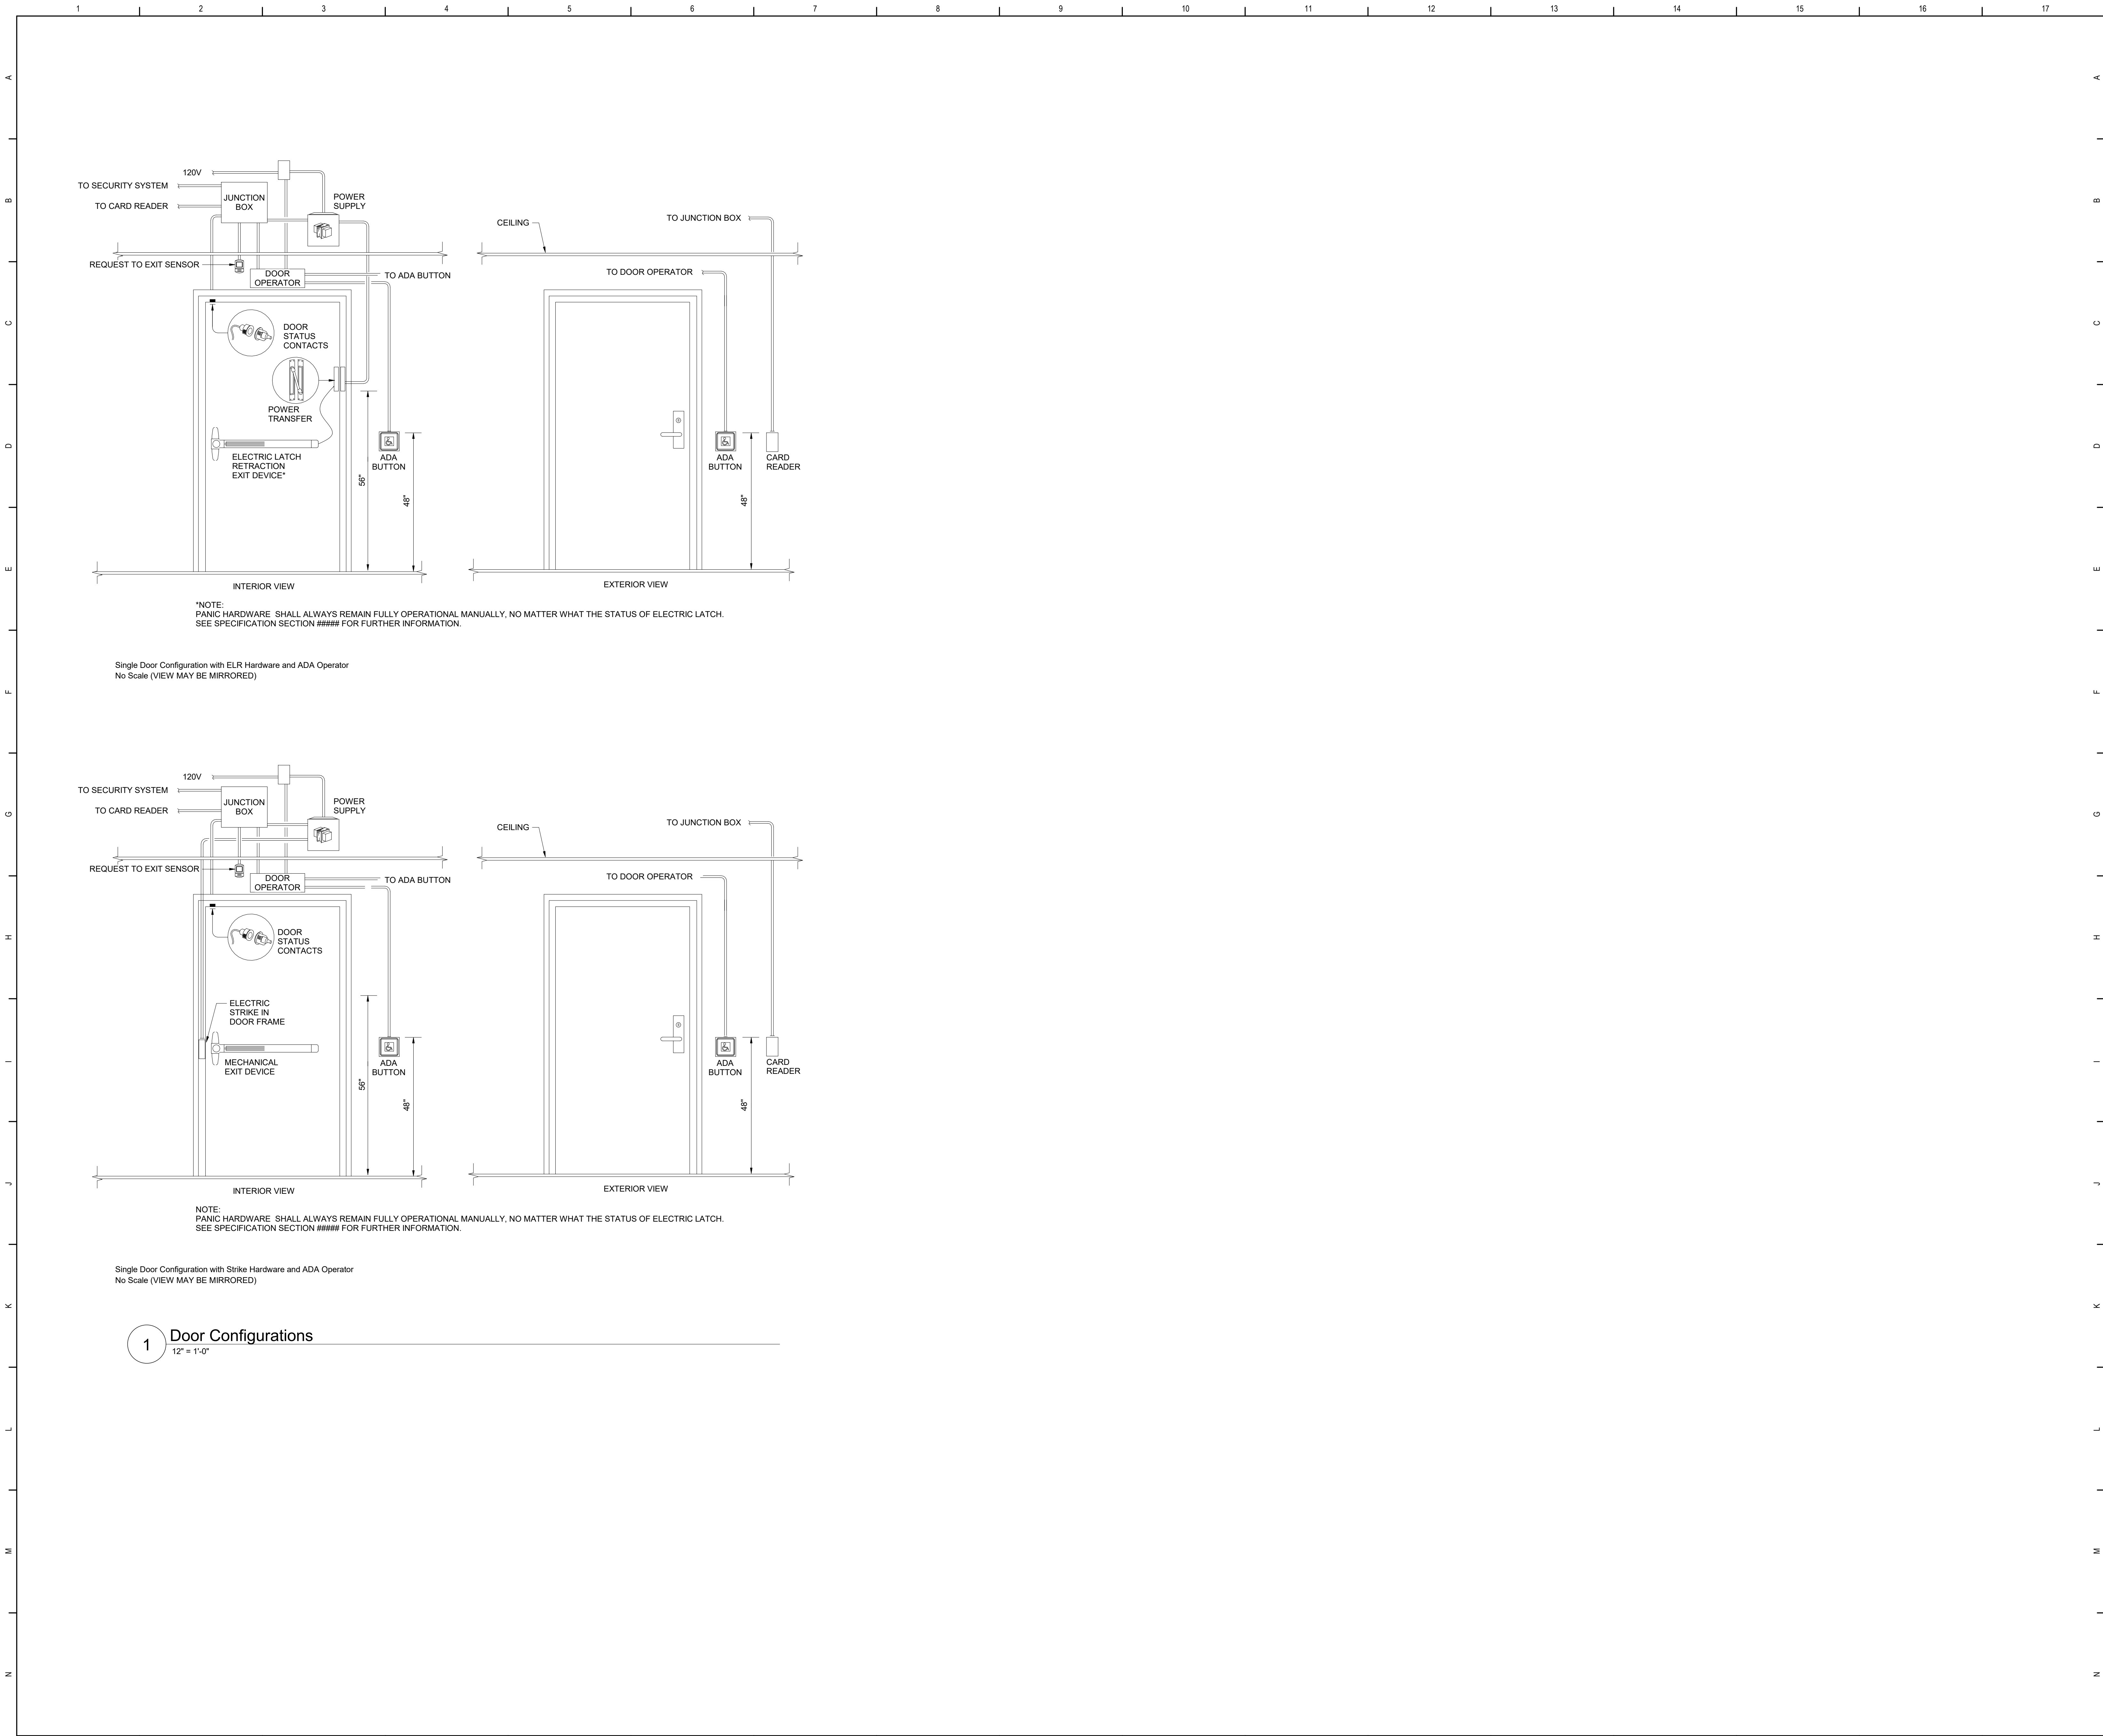 1 2 3 4 5 6 7 8 9 10 11 12 13 14 15 16 17
A
B
C
D
E
F
G
H
I
J
K
L
M
N
A
B
C
D
E
F
G
H
I
J
K
L
M
N
120V
TO SECURITY SYSTEM
TO CARD READER
JUNCTION
BOX
POWER
SUPPLY
REQUEST TO EXIT SENSOR
DOOR
OPERATOR
TO ADA BUTTON
DOOR
STATUS
CONTACTS
POWER
TRANSFER
ELECTRIC LATCH
RETRACTION
EXIT DEVICE*
ADA
BUTTON
56"
48"
INTERIOR VIEW
CEILING
TO JUNCTION BOX
TO DOOR OPERATOR
ADA
BUTTON
CARD
READER
48"
EXTERIOR VIEW
*NOTE:
PANIC HARDWARE SHALL ALWAYS REMAIN FULLY OPERATIONAL MANUALLY, NO MATTER WHAT THE STATUS OF ELECTRIC LATCH.
SEE SPECIFICATION SECTION ##### FOR FURTHER INFORMATION.
Single Door Configuration with ELR Hardware and ADA Operator
No Scale (VIEW MAY BE MIRRORED)
120V
TO SECURITY SYSTEM
TO CARD READER
JUNCTION
BOX
POWER
SUPPLY
REQUEST TO EXIT SENSOR
DOOR
OPERATOR
TO ADA BUTTON
DOOR
STATUS
CONTACTS
ELECTRIC
STRIKE IN
DOOR FRAME
MECHANICAL
EXIT DEVICE
ADA
BUTTON
56"
48"
INTERIOR VIEW
CEILING
TO JUNCTION BOX
TO DOOR OPERATOR
ADA
BUTTON
CARD
READER
48"
EXTERIOR VIEW
NOTE:
PANIC HARDWARE SHALL ALWAYS REMAIN FULLY OPERATIONAL MANUALLY, NO MATTER WHAT THE STATUS OF ELECTRIC LATCH.
SEE SPECIFICATION SECTION ##### FOR FURTHER INFORMATION.
Single Door Configuration with Strike Hardware and ADA Operator
No Scale (VIEW MAY BE MIRRORED)
1 Door Configurations
12" = 1'-0"